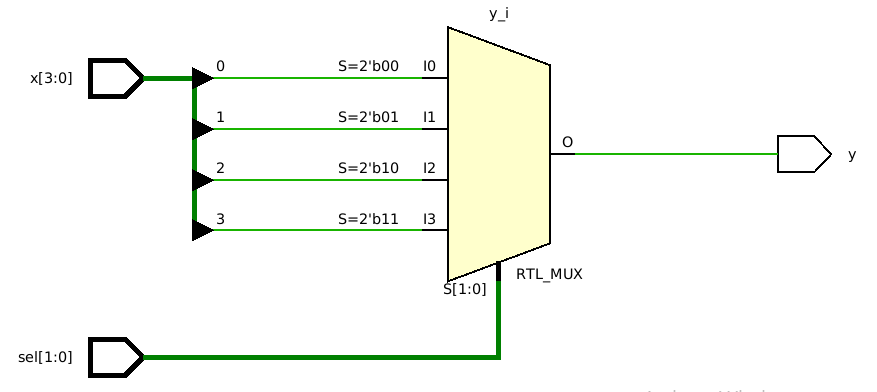 y_i
x[3:0]
0 S=2'b00 I0
1 S=2'b01 I1
O
y
2 S=2'b10 I2
3 S=2'b11 I3
RTL_MUX
S[1:0]
sel[1:0]